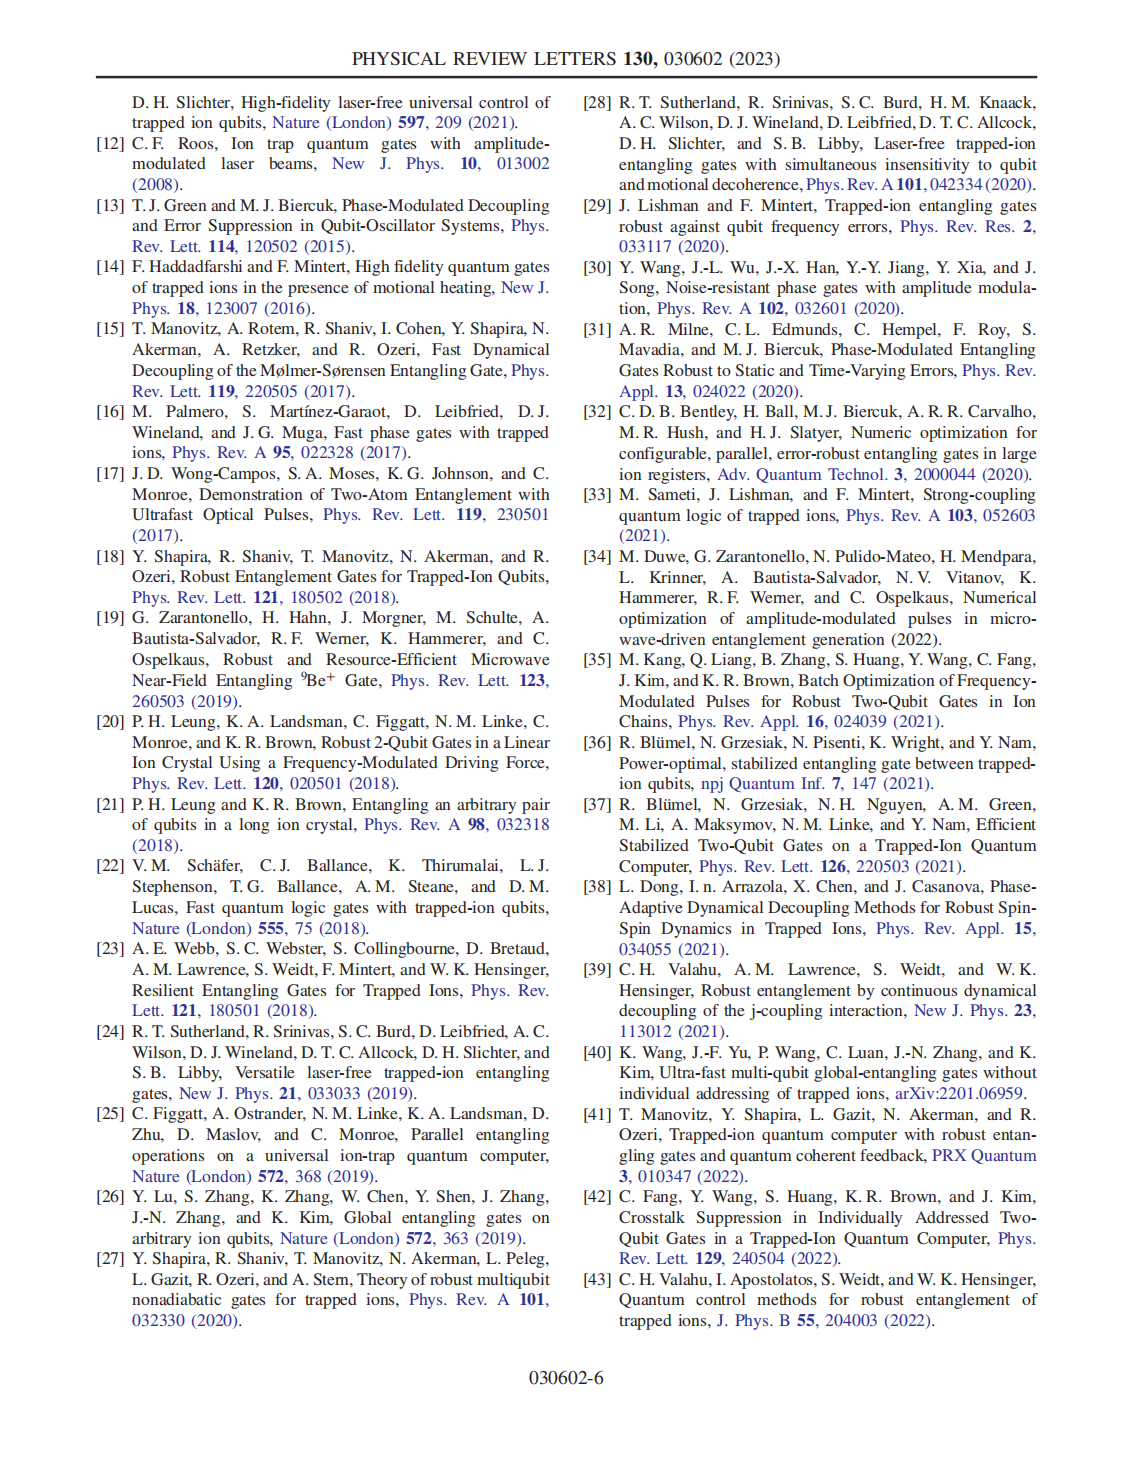 PHYSICAL REVIEW LETTERS 130, 030602 (2023)
D. H. Slichter, High-fidelity laser-free universal control of
trapped ion qubits, Nature (London) 597, 209 (2021).
[12] C. F. Roos, Ion trap quantum gates with amplitude-
modulated laser beams, New J. Phys. 10, 013002
(2008).
[13] T. J. Green and M. J. Biercuk, Phase-Modulated Decoupling
and Error Suppression in Qubit-Oscillator Systems, Phys.
Rev. Lett. 114, 120502 (2015).
[14] F. Haddadfarshi and F. Mintert, High fidelity quantum gates
of trapped ions in the presence of motional heating, New J.
Phys. 18, 123007 (2016).
[15] T. Manovitz, A. Rotem, R. Shaniv, I. Cohen, Y. Shapira, N.
Akerman, A. Retzker, and R. Ozeri, Fast Dynamical
Decoupling of the Mølmer-Sørensen Entangling Gate, Phys.
Rev. Lett. 119, 220505 (2017).
[16] M. Palmero, S. Martínez-Garaot, D. Leibfried, D. J.
Wineland, and J. G. Muga, Fast phase gates with trapped
ions, Phys. Rev. A 95, 022328 (2017).
[17] J. D. Wong-Campos, S. A. Moses, K. G. Johnson, and C.
Monroe, Demonstration of Two-Atom Entanglement with
Ultrafast Optical Pulses, Phys. Rev. Lett. 119, 230501
(2017).
[18] Y. Shapira, R. Shaniv, T. Manovitz, N. Akerman, and R.
Ozeri, Robust Entanglement Gates for Trapped-Ion Qubits,
Phys. Rev. Lett. 121, 180502 (2018).
[19] G. Zarantonello, H. Hahn, J. Morgner, M. Schulte, A.
Bautista-Salvador, R. F. Werner, K. Hammerer, and C.
Ospelkaus, Robust and Resource-Efficient Microwave
Near-Field Entangling ⁹Be⁺ Gate, Phys. Rev. Lett. 123,
260503 (2019).
[20] P. H. Leung, K. A. Landsman, C. Figgatt, N. M. Linke, C.
Monroe, and K. R. Brown, Robust 2-Qubit Gates in a Linear
Ion Crystal Using a Frequency-Modulated Driving Force,
Phys. Rev. Lett. 120, 020501 (2018).
[21] P. H. Leung and K. R. Brown, Entangling an arbitrary pair
of qubits in a long ion crystal, Phys. Rev. A 98, 032318
(2018).
[22] V. M. Schäfer, C. J. Ballance, K. Thirumalai, L. J.
Stephenson, T. G. Ballance, A. M. Steane, and D. M.
Lucas, Fast quantum logic gates with trapped-ion qubits,
Nature (London) 555, 75 (2018).
[23] A. E. Webb, S. C. Webster, S. Collingbourne, D. Bretaud,
A. M. Lawrence, S. Weidt, F. Mintert, and W. K. Hensinger,
Resilient Entangling Gates for Trapped Ions, Phys. Rev.
Lett. 121, 180501 (2018).
[24] R. T. Sutherland, R. Srinivas, S. C. Burd, D. Leibfried, A. C.
Wilson, D. J. Wineland, D. T. C. Allcock, D. H. Slichter, and
S. B. Libby, Versatile laser-free trapped-ion entangling
gates, New J. Phys. 21, 033033 (2019).
[25] C. Figgatt, A. Ostrander, N. M. Linke, K. A. Landsman, D.
Zhu, D. Maslov, and C. Monroe, Parallel entangling
operations on a universal ion-trap quantum computer,
Nature (London) 572, 368 (2019).
[26] Y. Lu, S. Zhang, K. Zhang, W. Chen, Y. Shen, J. Zhang,
J.-N. Zhang, and K. Kim, Global entangling gates on
arbitrary ion qubits, Nature (London) 572, 363 (2019).
[27] Y. Shapira, R. Shaniv, T. Manovitz, N. Akerman, L. Peleg,
L. Gazit, R. Ozeri, and A. Stern, Theory of robust multiqubit
nonadiabatic gates for trapped ions, Phys. Rev. A 101,
032330 (2020).
[28] R. T. Sutherland, R. Srinivas, S. C. Burd, H. M. Knaack,
A. C. Wilson, D. J. Wineland, D. Leibfried, D. T. C. Allcock,
D. H. Slichter, and S. B. Libby, Laser-free trapped-ion
entangling gates with simultaneous insensitivity to qubit
and motional decoherence, Phys. Rev. A 101, 042334 (2020).
[29] J. Lishman and F. Mintert, Trapped-ion entangling gates
robust against qubit frequency errors, Phys. Rev. Res. 2,
033117 (2020).
[30] Y. Wang, J.-L. Wu, J.-X. Han, Y.-Y. Jiang, Y. Xia, and J.
Song, Noise-resistant phase gates with amplitude modula-
tion, Phys. Rev. A 102, 032601 (2020).
[31] A. R. Milne, C. L. Edmunds, C. Hempel, F. Roy, S.
Mavadia, and M. J. Biercuk, Phase-Modulated Entangling
Gates Robust to Static and Time-Varying Errors, Phys. Rev.
Appl. 13, 024022 (2020).
[32] C. D. B. Bentley, H. Ball, M. J. Biercuk, A. R. R. Carvalho,
M. R. Hush, and H. J. Slatyer, Numeric optimization for
configurable, parallel, error-robust entangling gates in large
ion registers, Adv. Quantum Technol. 3, 2000044 (2020).
[33] M. Sameti, J. Lishman, and F. Mintert, Strong-coupling
quantum logic of trapped ions, Phys. Rev. A 103, 052603
(2021).
[34] M. Duwe, G. Zarantonello, N. Pulido-Mateo, H. Mendpara,
L. Krinner, A. Bautista-Salvador, N. V. Vitanov, K.
Hammerer, R. F. Werner, and C. Ospelkaus, Numerical
optimization of amplitude-modulated pulses in micro-
wave-driven entanglement generation (2022).
[35] M. Kang, Q. Liang, B. Zhang, S. Huang, Y. Wang, C. Fang,
J. Kim, and K. R. Brown, Batch Optimization of Frequency-
Modulated Pulses for Robust Two-Qubit Gates in Ion
Chains, Phys. Rev. Appl. 16, 024039 (2021).
[36] R. Blümel, N. Grzesiak, N. Pisenti, K. Wright, and Y. Nam,
Power-optimal, stabilized entangling gate between trapped-
ion qubits, npj Quantum Inf. 7, 147 (2021).
[37] R. Blümel, N. Grzesiak, N. H. Nguyen, A. M. Green,
M. Li, A. Maksymov, N. M. Linke, and Y. Nam, Efficient
Stabilized Two-Qubit Gates on a Trapped-Ion Quantum
Computer, Phys. Rev. Lett. 126, 220503 (2021).
[38] L. Dong, I. n. Arrazola, X. Chen, and J. Casanova, Phase-
Adaptive Dynamical Decoupling Methods for Robust Spin-
Spin Dynamics in Trapped Ions, Phys. Rev. Appl. 15,
034055 (2021).
[39] C. H. Valahu, A. M. Lawrence, S. Weidt, and W. K.
Hensinger, Robust entanglement by continuous dynamical
decoupling of the j-coupling interaction, New J. Phys. 23,
113012 (2021).
[40] K. Wang, J.-F. Yu, P. Wang, C. Luan, J.-N. Zhang, and K.
Kim, Ultra-fast multi-qubit global-entangling gates without
individual addressing of trapped ions, arXiv:2201.06959.
[41] T. Manovitz, Y. Shapira, L. Gazit, N. Akerman, and R.
Ozeri, Trapped-ion quantum computer with robust entan-
gling gates and quantum coherent feedback, PRX Quantum
3, 010347 (2022).
[42] C. Fang, Y. Wang, S. Huang, K. R. Brown, and J. Kim,
Crosstalk Suppression in Individually Addressed Two-
Qubit Gates in a Trapped-Ion Quantum Computer, Phys.
Rev. Lett. 129, 240504 (2022).
[43] C. H. Valahu, I. Apostolatos, S. Weidt, and W. K. Hensinger,
Quantum control methods for robust entanglement of
trapped ions, J. Phys. B 55, 204003 (2022).
030602-6